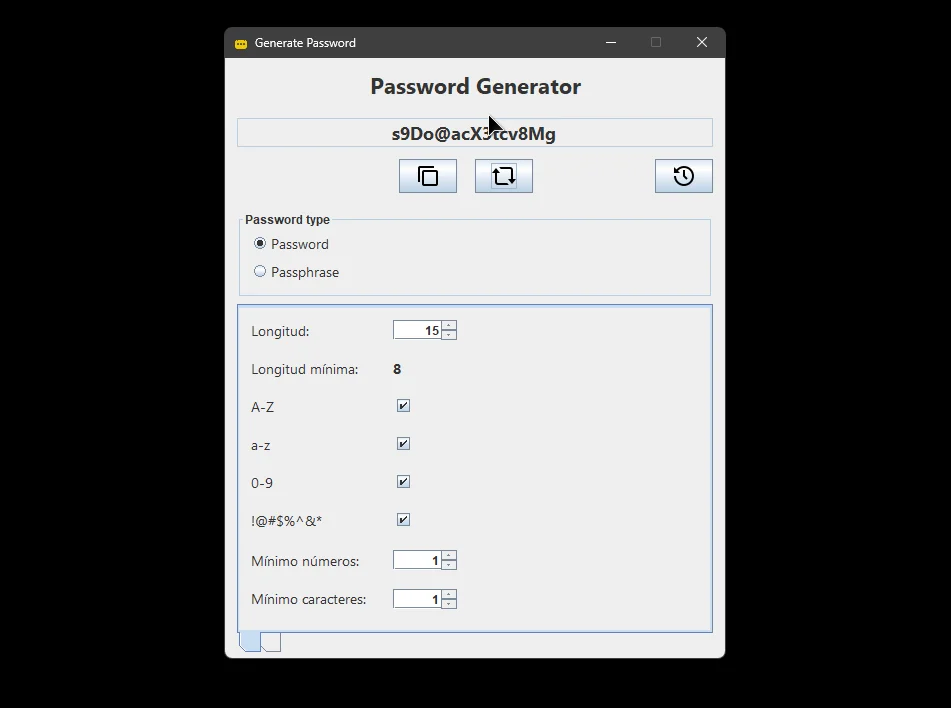 Generate Password
Password Generator
s9Do@acX3tcv8Mg
Password type
Password
Passphrase
Longitud: 15
Longitud mínima: 8
A-Z
a-z
0-9
!@#$%^&*
Mínimo números: 1
Mínimo caracteres: 1